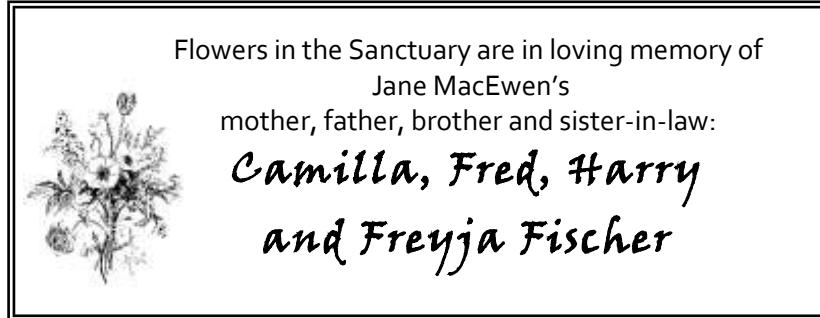 Flowers in the Sanctuary are in loving memory of
Jane MacEwen’s
mother, father, brother and sister-in-law:
Camilla, Fred, Harry
and Freyja Fischer